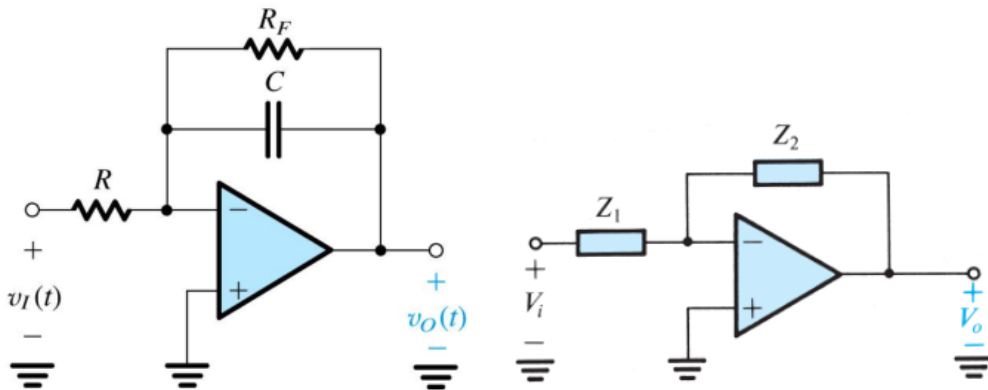 R_F
C
R
−
+
+
v_I(t)
−
+
v_O(t)
−
Z_2
Z_1
−
+
+
V_i
−
+
V_o
−